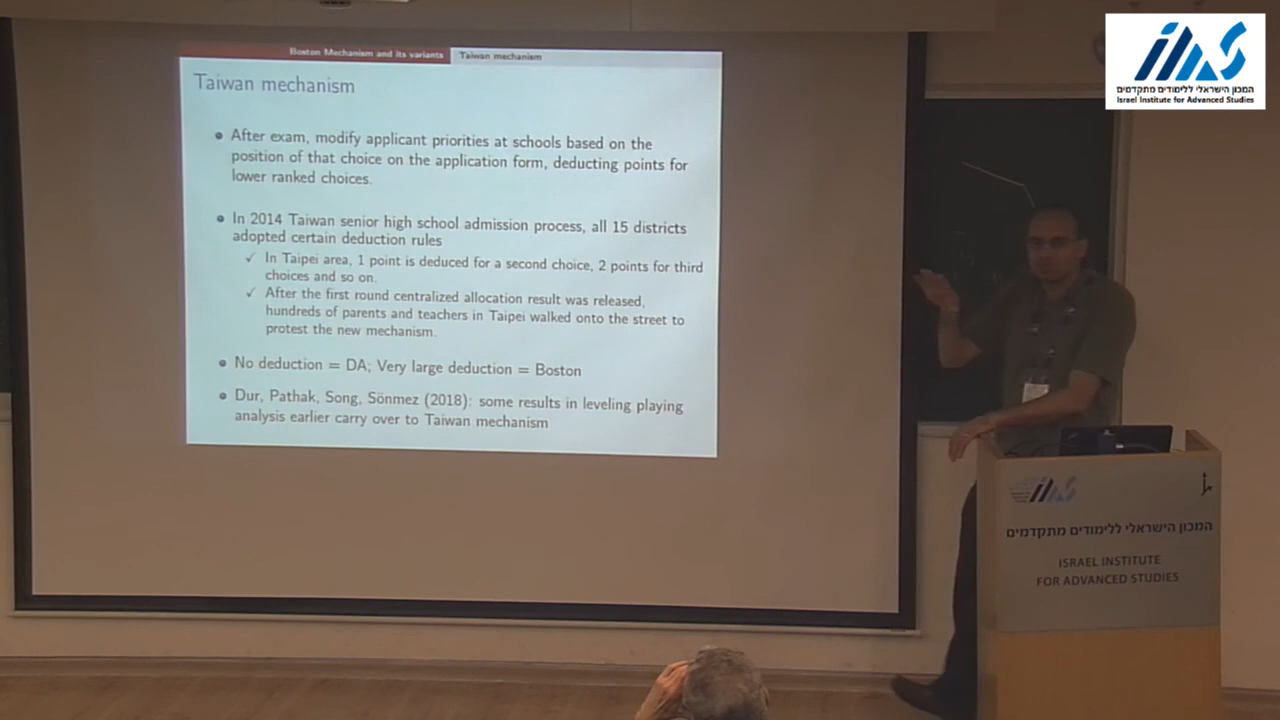 Boston Mechanism and its variants
Taiwan mechanism
Taiwan mechanism
After exam, modify applicant priorities at schools based on the
position of that choice on the application form, deducting points for
lower ranked choices.
In 2014 Taiwan senior high school admission process, all 15 districts
adopted certain deduction rules
✓ In Taipei area, 1 point is deduced for a second choice, 2 points for third
choices and so on.
✓ After the first round centralized allocation result was released,
hundreds of parents and teachers in Taipei walked onto the street to
protest the new mechanism.
No deduction = DA; Very large deduction = Boston
Dur, Pathak, Song, Sönmez (2018): some results in leveling playing
analysis earlier carry over to Taiwan mechanism
המכון הישראלי ללימודים מתקדמים
Israel Institute for Advanced Studies
המכון הישראלי ללימודים מתקדמים
ISRAEL INSTITUTE
FOR ADVANCED STUDIES